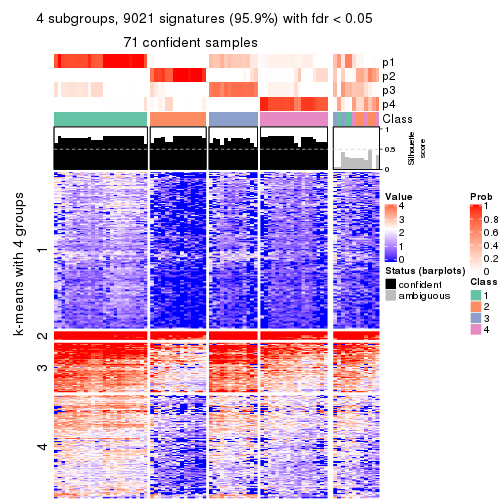 4 subgroups, 9021 signatures (95.9%) with fdr < 0.05
71 confident samples
p1
p2
p3
p4
Class
1
0.5
0
Silhouette
score
k-means with 4 groups
1
2
3
4
Value
4
3
2
1
0
Status (barplots)
confident
ambiguous
Prob
1
0.8
0.6
0.4
0.2
0
Class
1
2
3
4